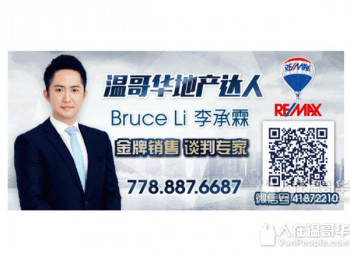 温哥华地产达人
Bruce Li 李承霖
RE/MAX
金牌销售 谈判专家
778.887.6687
微信号 41872210
人在温哥华
VanPeople.com